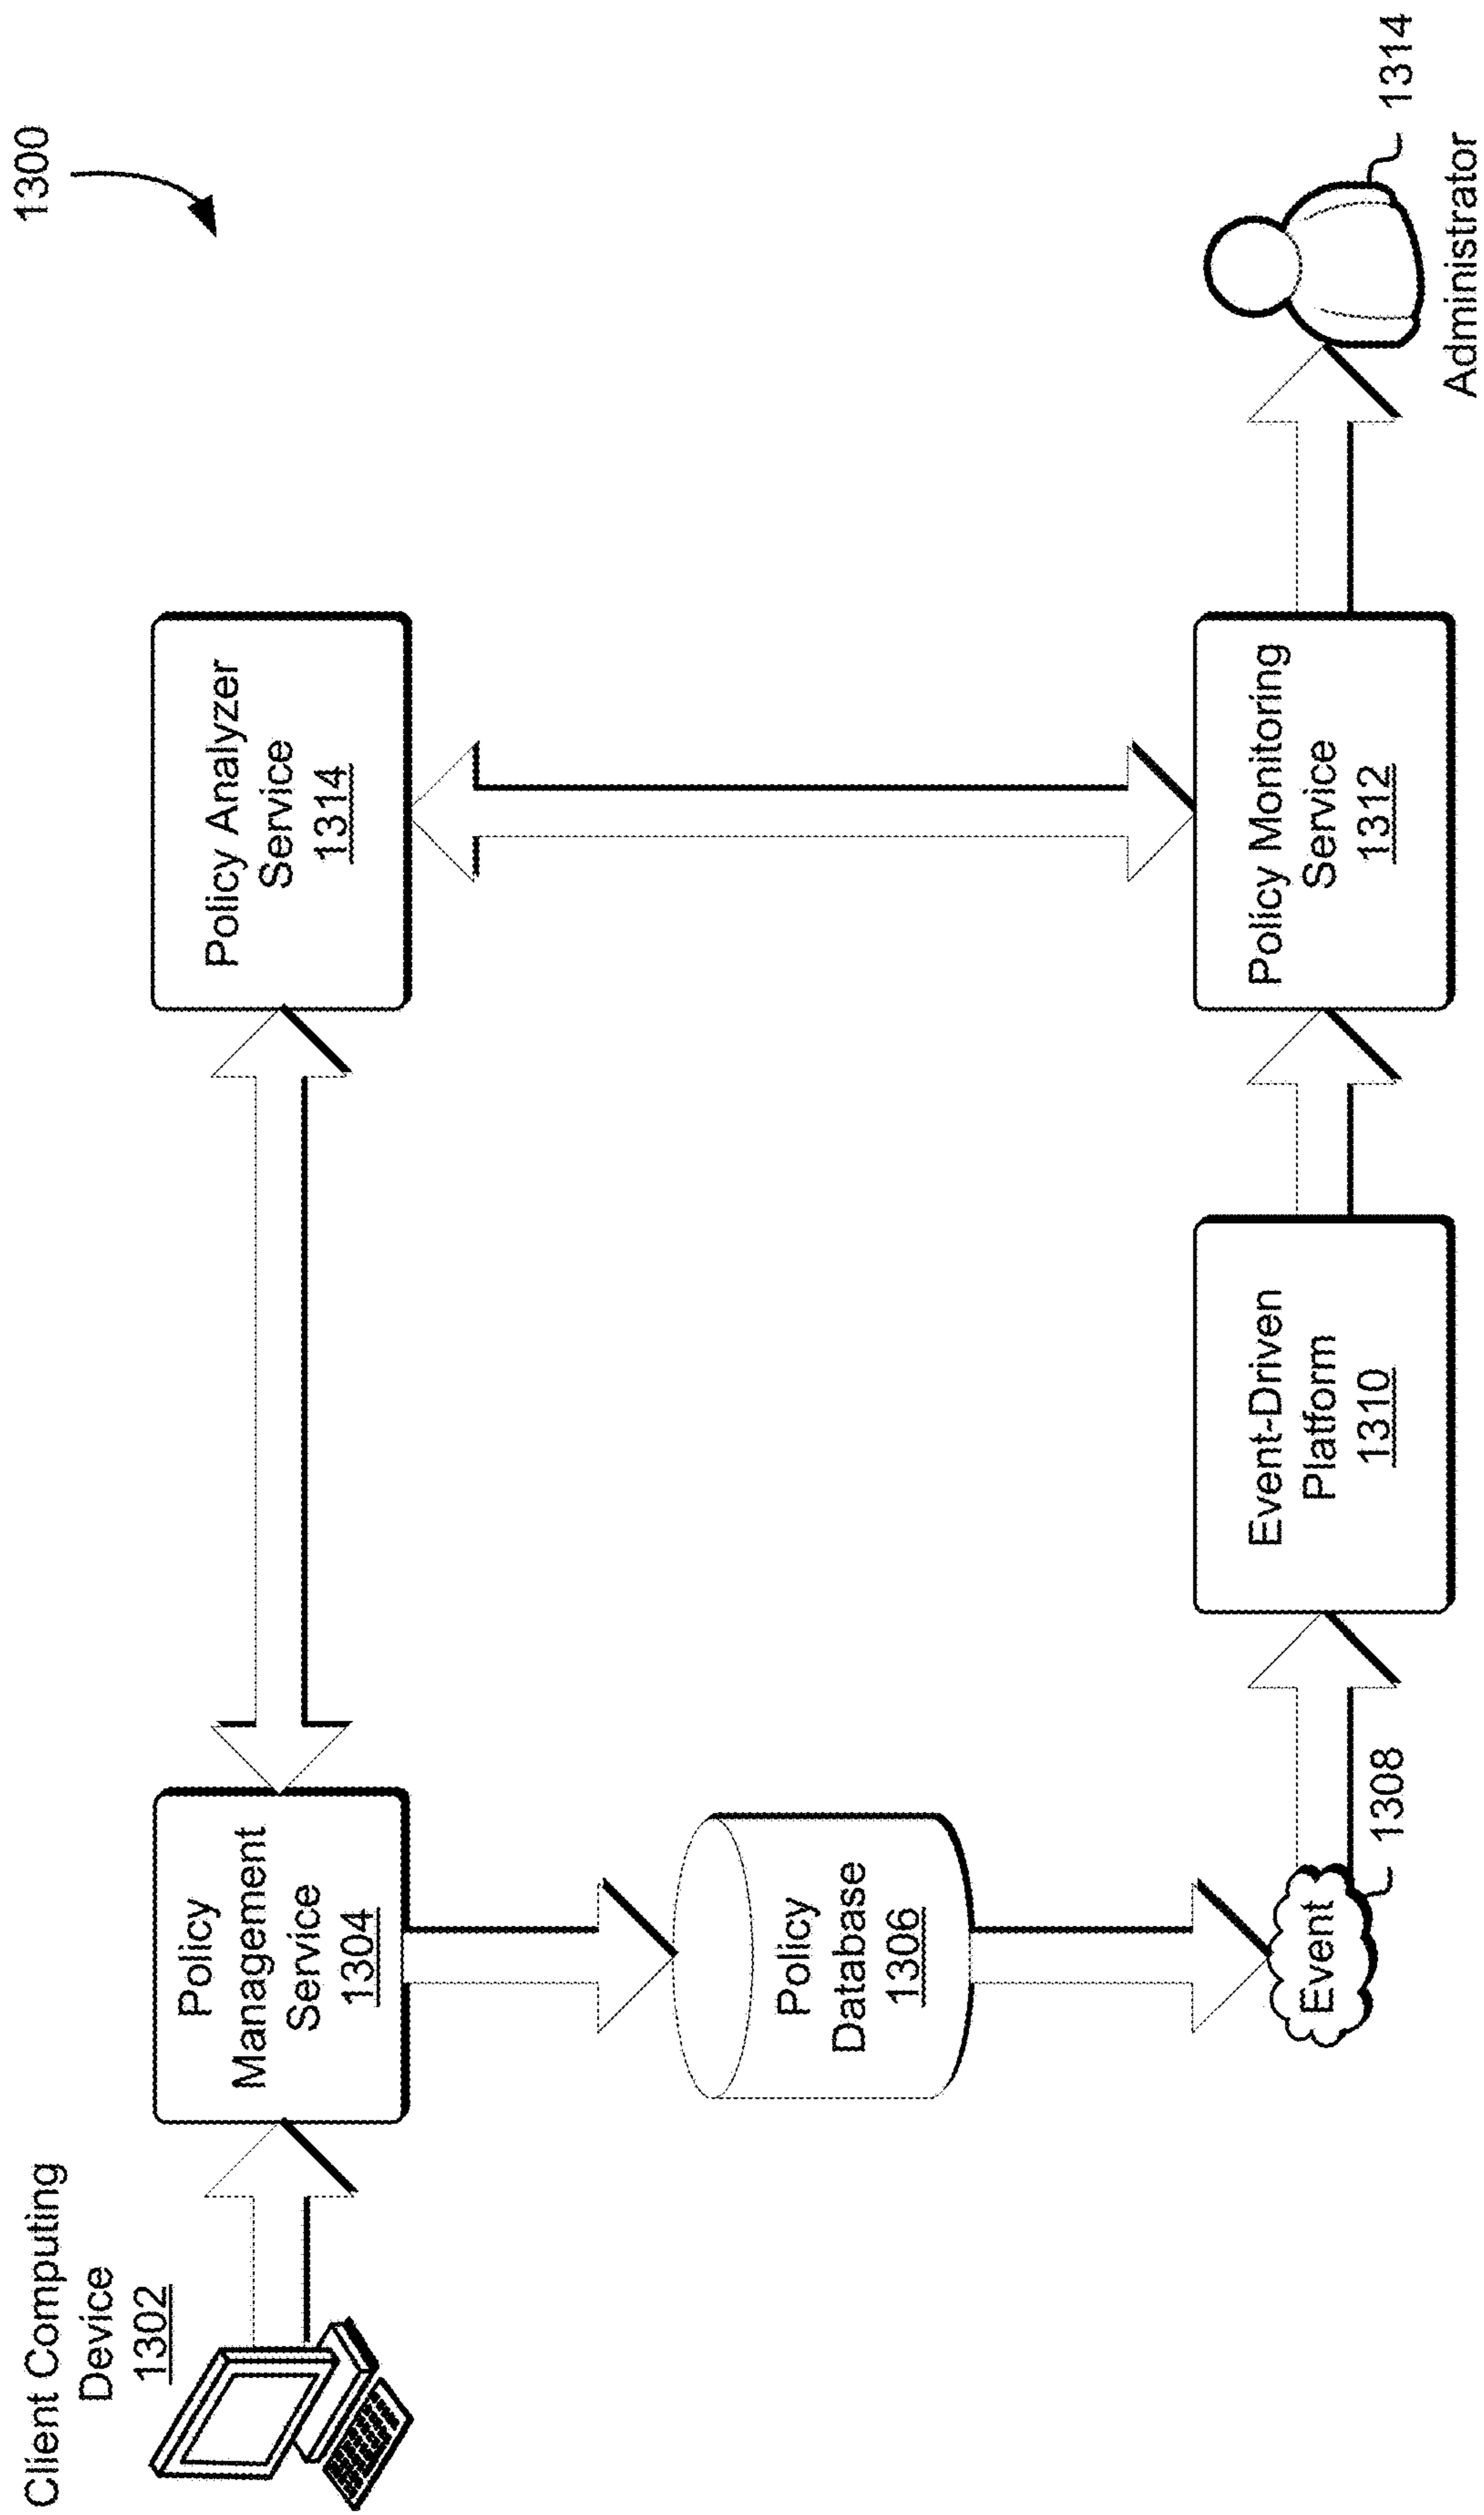 1300
Client Computing
Device
1302
Policy
Management
Service
1304
Policy Analyzer
Service
1314
Policy
Database
1306
Event
1308
Event-Driven
Platform
1310
Policy Monitoring
Service
1312
1314
Administrator